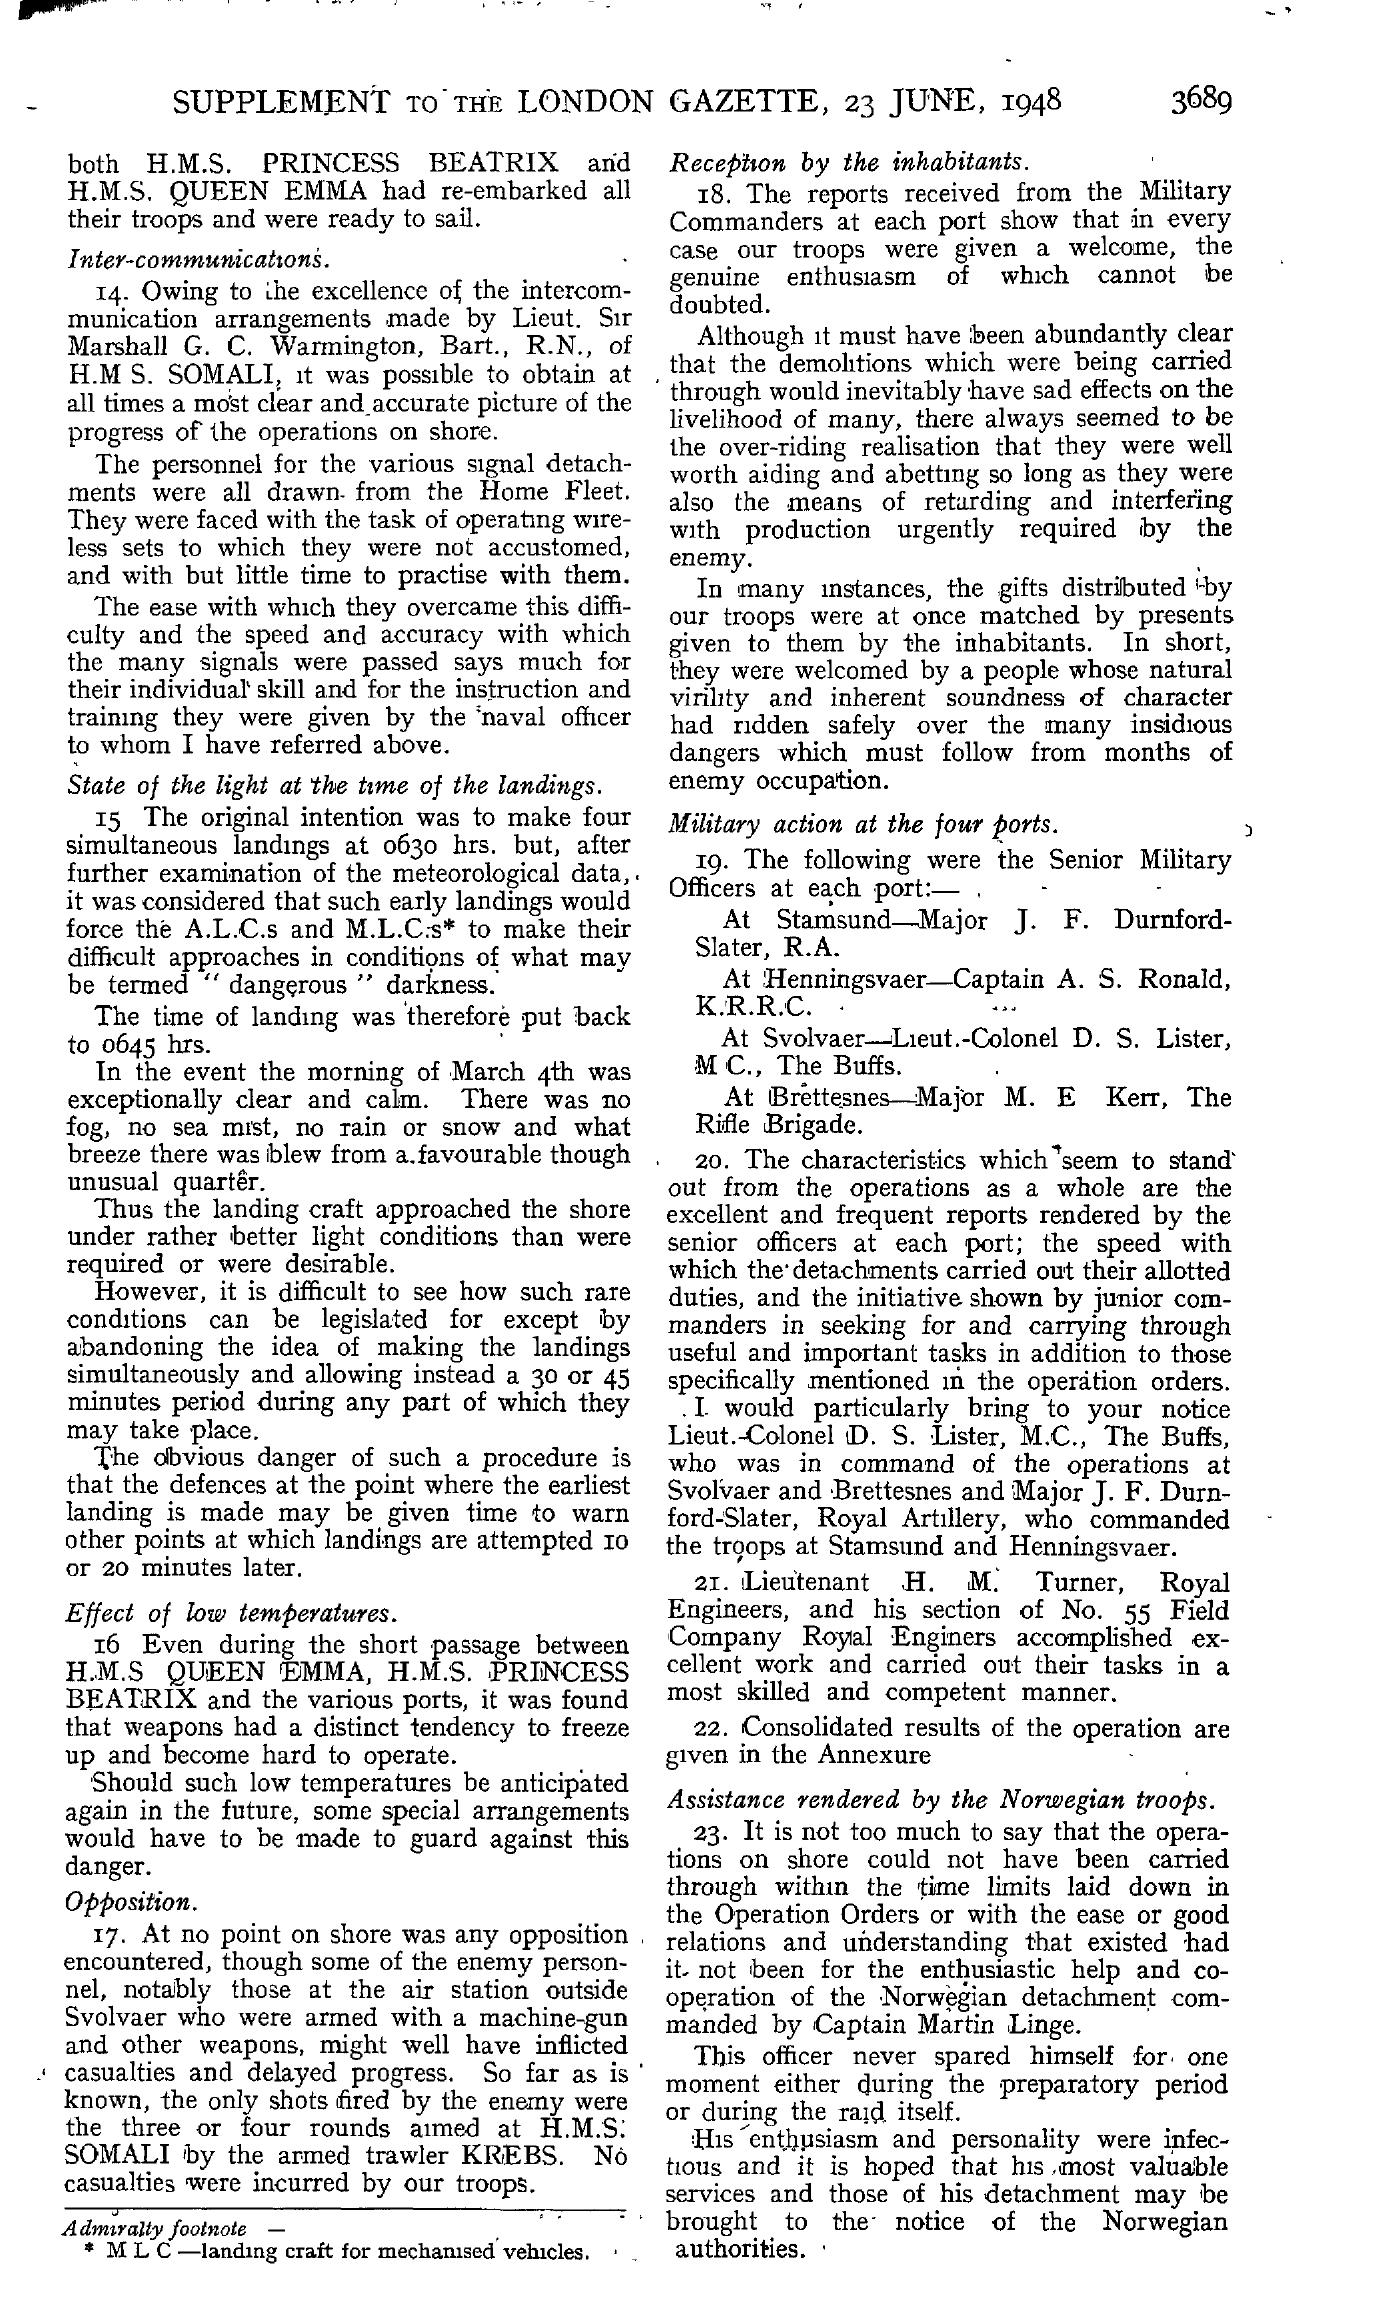 SUPPLEMENT TO THE LONDON GAZETTE, 23 JUNE, 1948 3689
both H.M.S. PRINCESS BEATRIX and
H.M.S. QUEEN EMMA had re-embarked all
their troops and were ready to sail.
Inter-communications.
14. Owing to the excellence of the intercom-
munication arrangements made by Lieut. Sir
Marshall G. C. Warmington, Bart., R.N., of
H.M S. SOMALI, it was possible to obtain at
all times a most clear and accurate picture of the
progress of the operations on shore.
The personnel for the various signal detach-
ments were all drawn from the Home Fleet.
They were faced with the task of operating wire-
less sets to which they were not accustomed,
and with but little time to practise with them.
The ease with which they overcame this diffi-
culty and the speed and accuracy with which
the many signals were passed says much for
their individual skill and for the instruction and
training they were given by the naval officer
to whom I have referred above.
State of the light at the time of the landings.
15 The original intention was to make four
simultaneous landings at 0630 hrs. but, after
further examination of the meteorological data,
it was considered that such early landings would
force the A.L.C.s and M.L.C.s* to make their
difficult approaches in conditions of what may
be termed " dangerous " darkness.
The time of landing was therefore put back
to 0645 hrs.
In the event the morning of March 4th was
exceptionally clear and calm. There was no
fog, no sea mist, no rain or snow and what
breeze there was blew from a favourable though
unusual quarter.
Thus the landing craft approached the shore
under rather better light conditions than were
required or were desirable.
However, it is difficult to see how such rare
conditions can be legislated for except by
abandoning the idea of making the landings
simultaneously and allowing instead a 30 or 45
minutes period during any part of which they
may take place.
The obvious danger of such a procedure is
that the defences at the point where the earliest
landing is made may be given time to warn
other points at which landings are attempted 10
or 20 minutes later.
Effect of low temperatures.
16 Even during the short passage between
H.M.S QUEEN EMMA, H.M.S. PRINCESS
BEATRIX and the various ports, it was found
that weapons had a distinct tendency to freeze
up and become hard to operate.
Should such low temperatures be anticipated
again in the future, some special arrangements
would have to be made to guard against this
danger.
Opposition.
17. At no point on shore was any opposition
encountered, though some of the enemy person-
nel, notably those at the air station outside
Svolvaer who were armed with a machine-gun
and other weapons, might well have inflicted
casualties and delayed progress. So far as is
known, the only shots fired by the enemy were
the three or four rounds aimed at H.M.S.
SOMALI by the armed trawler KREBS. No
casualties were incurred by our troops.
Admiralty footnote —
* M L C —landing craft for mechanised vehicles.
Reception by the inhabitants.
18. The reports received from the Military
Commanders at each port show that in every
case our troops were given a welcome, the
genuine enthusiasm of which cannot be
doubted.
Although it must have been abundantly clear
that the demolitions which were being carried
through would inevitably have sad effects on the
livelihood of many, there always seemed to be
the over-riding realisation that they were well
worth aiding and abetting so long as they were
also the means of retarding and interfering
with production urgently required by the
enemy.
In many instances, the gifts distributed by
our troops were at once matched by presents
given to them by the inhabitants. In short,
they were welcomed by a people whose natural
virility and inherent soundness of character
had ridden safely over the many insidious
dangers which must follow from months of
enemy occupation.
Military action at the four ports.
19. The following were the Senior Military
Officers at each port:—
At Stamsund—Major J. F. Durnford-
Slater, R.A.
At Henningsvaer—Captain A. S. Ronald,
K.R.R.C.
At Svolvaer—Lieut.-Colonel D. S. Lister,
M C., The Buffs.
At Brettesnes—Major M. E Kerr, The
Rifle Brigade.
20. The characteristics which seem to stand
out from the operations as a whole are the
excellent and frequent reports rendered by the
senior officers at each port; the speed with
which the detachments carried out their allotted
duties, and the initiative shown by junior com-
manders in seeking for and carrying through
useful and important tasks in addition to those
specifically mentioned in the operation orders.
I would particularly bring to your notice
Lieut.-Colonel D. S. Lister, M.C., The Buffs,
who was in command of the operations at
Svolvaer and Brettesnes and Major J. F. Durn-
ford-Slater, Royal Artillery, who commanded
the troops at Stamsund and Henningsvaer.
21. Lieutenant H. M. Turner, Royal
Engineers, and his section of No. 55 Field
Company Royal Enginers accomplished ex-
cellent work and carried out their tasks in a
most skilled and competent manner.
22. Consolidated results of the operation are
given in the Annexure
Assistance rendered by the Norwegian troops.
23. It is not too much to say that the opera-
tions on shore could not have been carried
through within the time limits laid down in
the Operation Orders or with the ease or good
relations and understanding that existed had
it not been for the enthusiastic help and co-
operation of the Norwegian detachment com-
manded by Captain Martin Linge.
This officer never spared himself for one
moment either during the preparatory period
or during the raid itself.
His enthusiasm and personality were infec-
tious and it is hoped that his most valuable
services and those of his detachment may be
brought to the notice of the Norwegian
authorities.